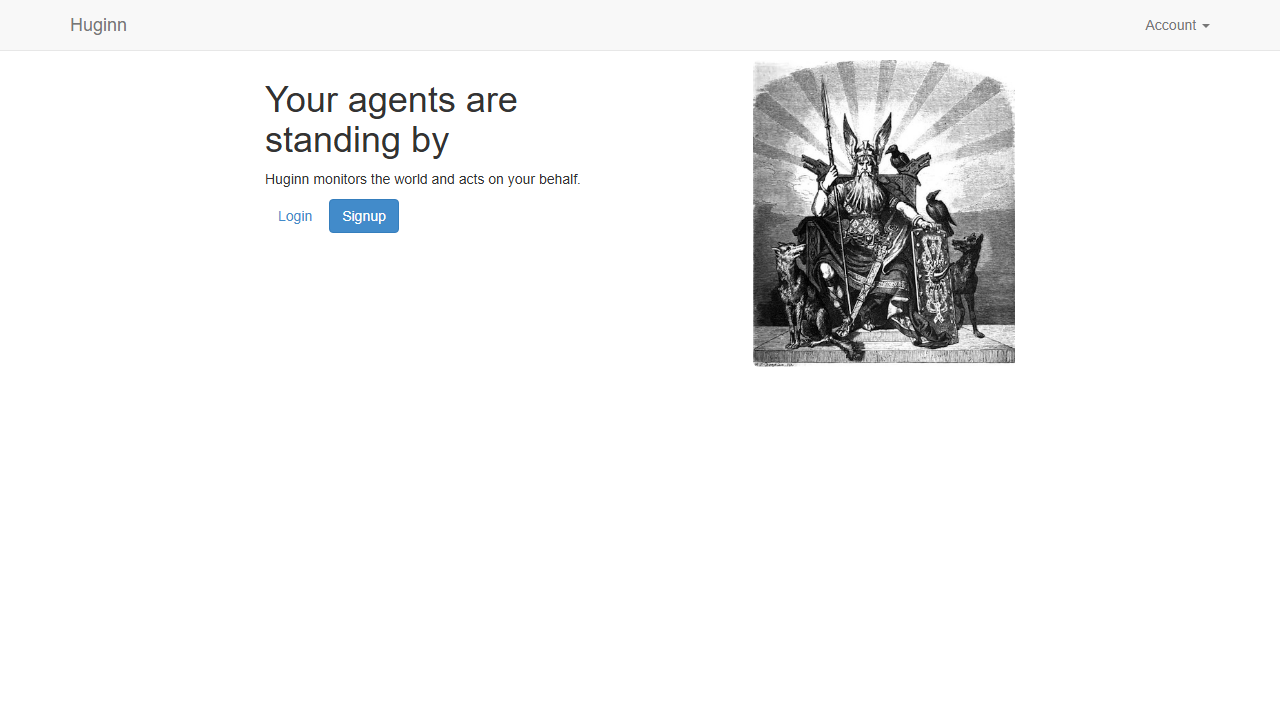 Huginn
Account
Your agents are
standing by
Huginn monitors the world and acts on your behalf.
Login
Signup